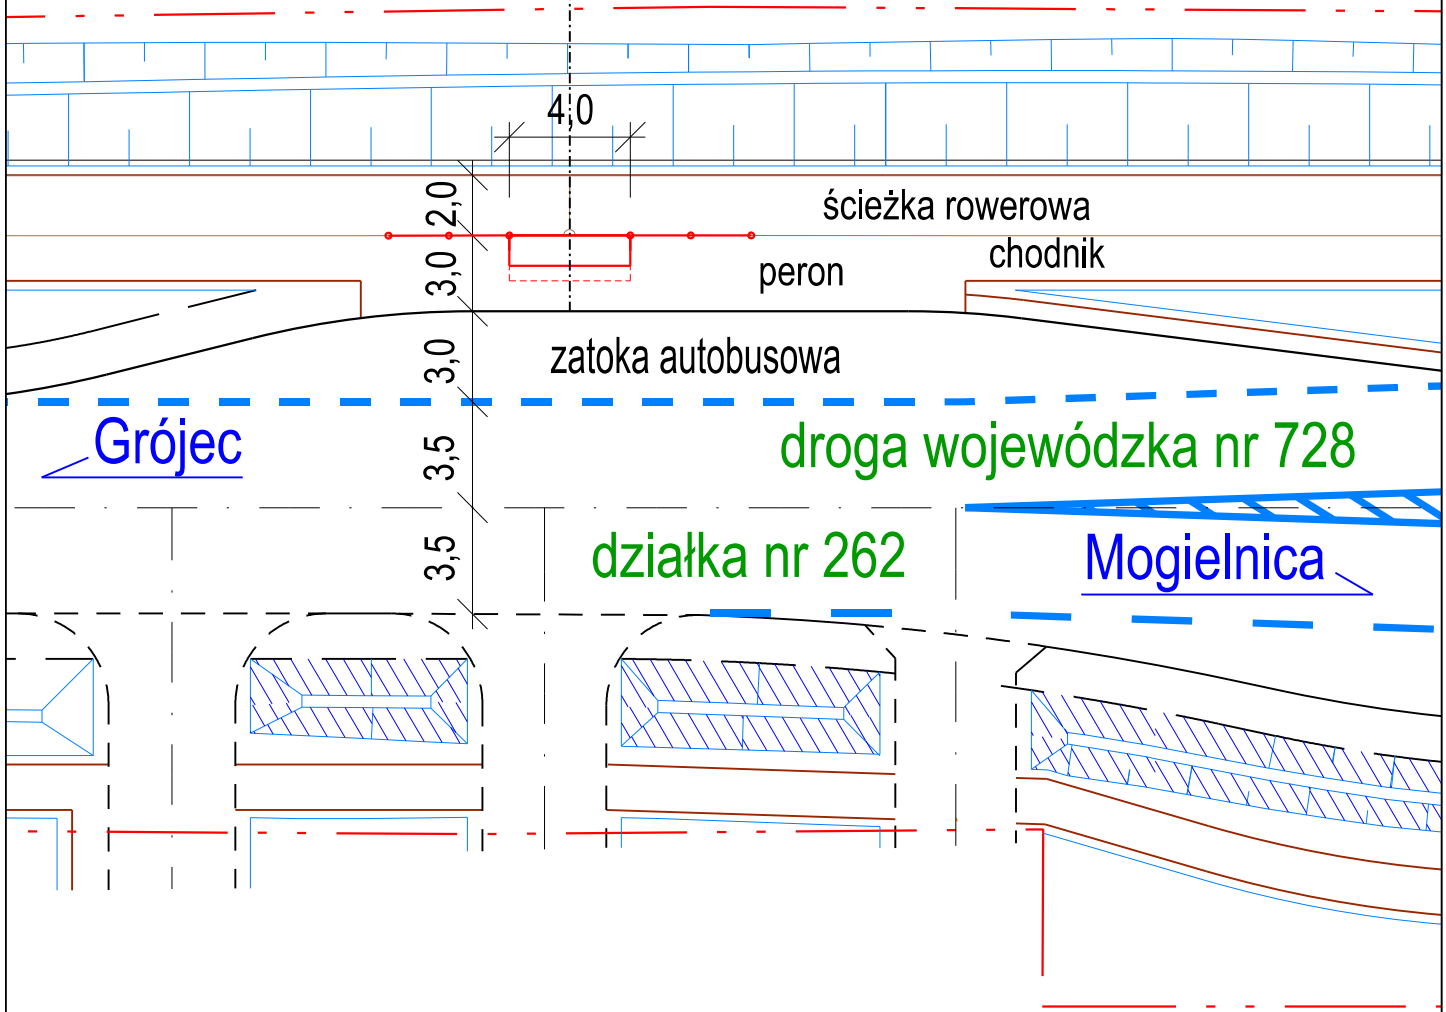 4,0
2,0
ścieżka rowerowa
chodnik
3,0
peron
3,0
zatoka autobusowa
Grójec
3,5
droga wojewódzka nr 728
3,5
działka nr 262
Mogielnica